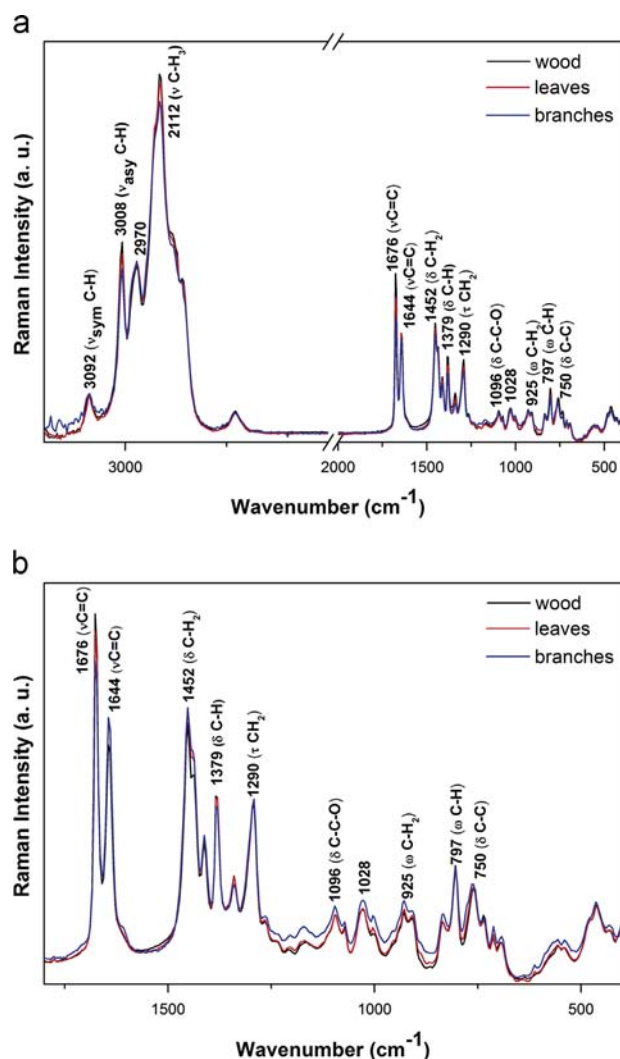 a
wood
leaves
branches
3092 (νsym C-H)
3008 (νasy C-H)
2970
2112 (ν C-H3)
1676 (νC=C)
1644 (νC=C)
1452 (δ C-H2)
1379 (δ C-H)
1290 (τ CH2)
1096 (δ C-C-O)
1028
925 (ω C-H2)
797 (ω C-H)
750 (δ C-C)
Raman Intensity (a. u.)
3000 2000 1500 1000 500
Wavenumber (cm-1)
b
wood
leaves
branches
1676 (νC=C)
1644 (νC=C)
1452 (δ C-H2)
1379 (δ C-H)
1290 (τ CH2)
1096 (δ C-C-O)
1028
925 (ω C-H2)
797 (ω C-H)
750 (δ C-C)
Raman Intensity (a. u.)
1500 1000 500
Wavenumber (cm-1)